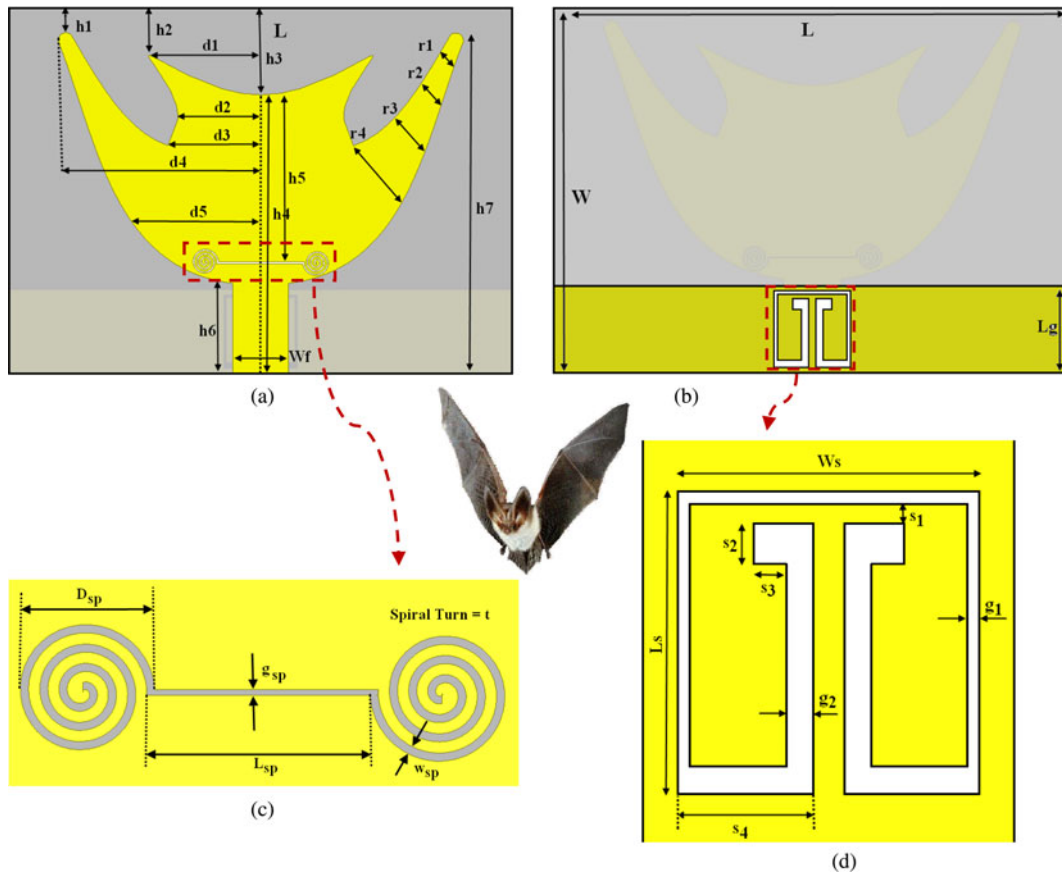 h1
h2
L
d1
h3
r1
r2
r3
r4
d2
d3
d4
h5
h4
h7
d5
h6
Wf
(a)
L
W
Lg
(b)
Dsp
Spiral Turn = t
gsp
Lsp
wsp
(c)
Ws
s1
s2
s3
g1
Ls
g2
s4
(d)